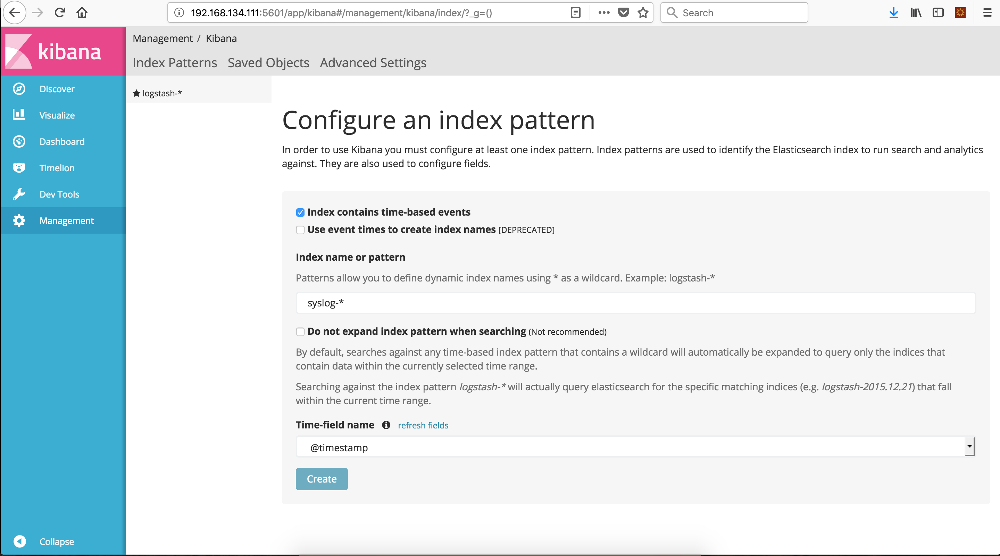 192.168.134.111:5601/app/kibana#/management/kibana/index/?_g=()
Search
kibana
Management / Kibana
Index Patterns Saved Objects Advanced Settings
Discover
Visualize
Dashboard
Timelion
Dev Tools
Management
Collapse
logstash-*
Configure an index pattern
In order to use Kibana you must configure at least one index pattern. Index patterns are used to identify the Elasticsearch index to run search and analytics
against. They are also used to configure fields.
Index contains time-based events
Use event times to create index names [DEPRECATED]
Index name or pattern
Patterns allow you to define dynamic index names using * as a wildcard. Example: logstash-*
syslog-*
Do not expand index pattern when searching (Not recommended)
By default, searches against any time-based index pattern that contains a wildcard will automatically be expanded to query only the indices that
contain data within the currently selected time range.
Searching against the index pattern logstash-* will actually query elasticsearch for the specific matching indices (e.g. logstash-2015.12.21) that fall
within the current time range.
Time-field name refresh fields
@timestamp
Create